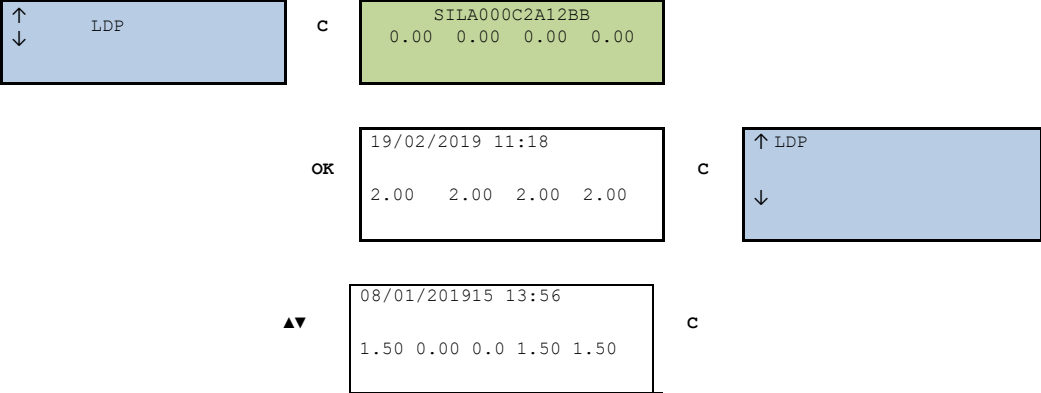 ↑
LDP
↓
C
SILA000C2A12BB
0.00 0.00 0.00 0.00
OK
19/02/2019 11:18
2.00 2.00 2.00 2.00
C
↑ LDP
↓
▲▼
08/01/201915 13:56
1.50 0.00 0.0 1.50 1.50
C